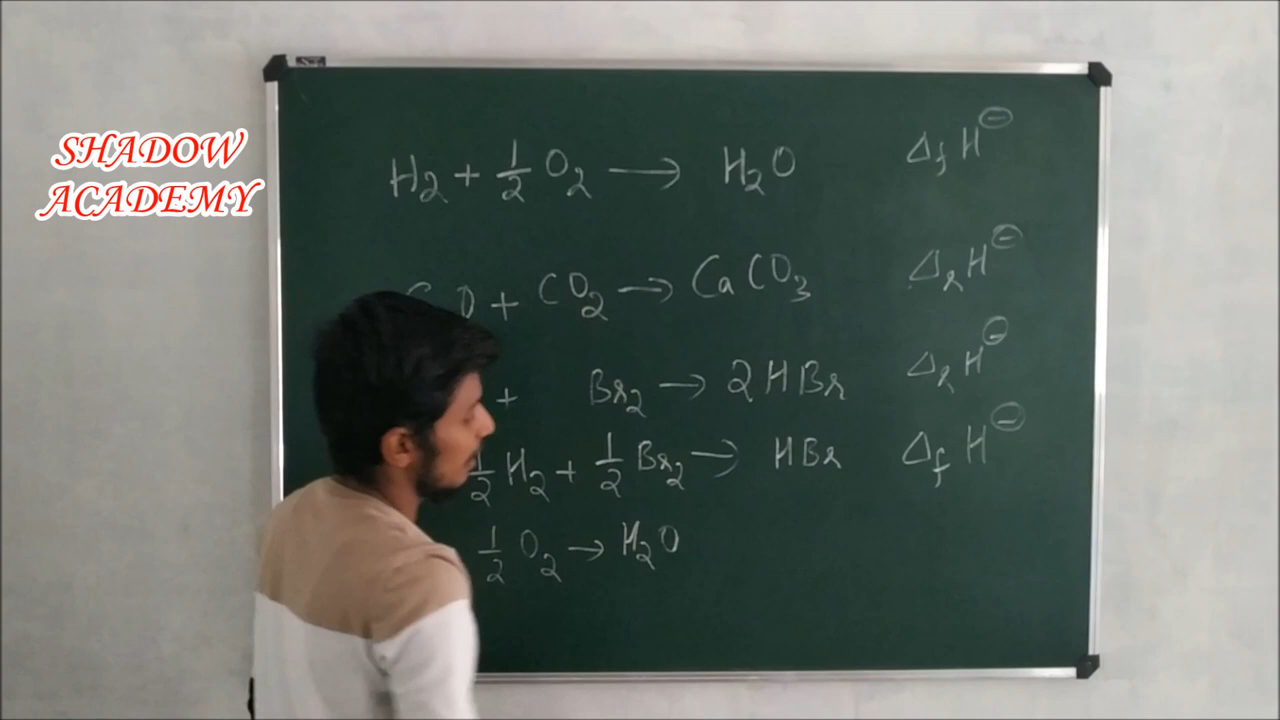 SHADOW
ACADEMY
H₂ + 1/2 O₂ → H₂O ΔfH⊖
O + CO₂ → CaCO₃ ΔrH⊖
+ Br₂ → 2HBr ΔrH⊖
1/2 H₂ + 1/2 Br₂ → HBr ΔfH⊖
1/2 O₂ → H₂O